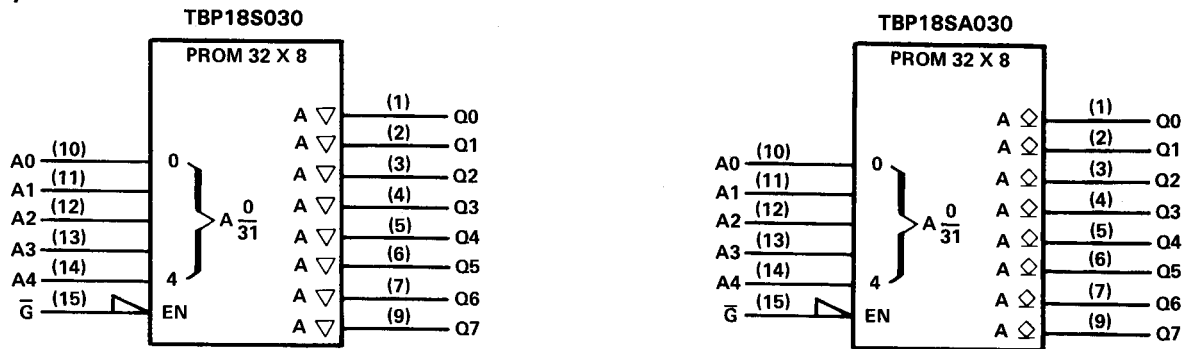 TBP18S030
PROM 32 X 8
A ▽ (1) Q0
A ▽ (2) Q1
A0 (10) 0 A ▽ (3) Q2
A1 (11) A ▽ (4) Q3
A2 (12) A 0/31 A ▽ (5) Q4
A3 (13) A ▽ (6) Q5
A4 (14) 4 A ▽ (7) Q6
G̅ (15) EN A ▽ (9) Q7
TBP18SA030
PROM 32 X 8
A (1) Q0
A (2) Q1
A0 (10) 0 A (3) Q2
A1 (11) A (4) Q3
A2 (12) A 0/31 A (5) Q4
A3 (13) A (6) Q5
A4 (14) 4 A (7) Q6
G̅ (15) EN A (9) Q7